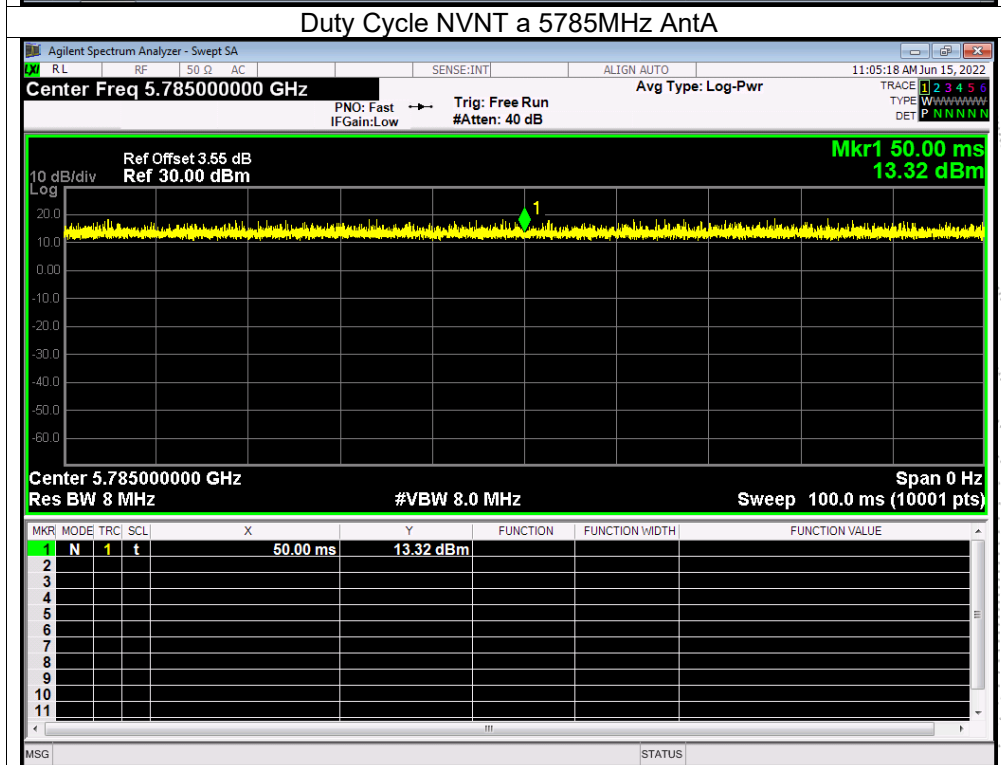 Duty Cycle NVNT a 5785MHz AntA
Agilent Spectrum Analyzer - Swept SA
LXI RL RF 50 Ω AC SENSE:INT ALIGN AUTO 11:05:18 AM Jun 15, 2022
Center Freq 5.785000000 GHz Avg Type: Log-Pwr TRACE 1 2 3 4 5 6
PNO: Fast Trig: Free Run TYPE WWWWWW
IFGain:Low #Atten: 40 dB DET P N N N N N
Mkr1 50.00 ms
13.32 dBm
Ref Offset 3.55 dB
10 dB/div Ref 30.00 dBm
Log
20.0
1
10.0
0.00
-10.0
-20.0
-30.0
-40.0
-50.0
-60.0
Center 5.785000000 GHz Span 0 Hz
Res BW 8 MHz #VBW 8.0 MHz Sweep 100.0 ms (10001 pts)
MKR MODE TRC SCL X Y FUNCTION FUNCTION WIDTH FUNCTION VALUE
1 N 1 t 50.00 ms 13.32 dBm
2
3
4
5
6
7
8
9
10
11
MSG STATUS